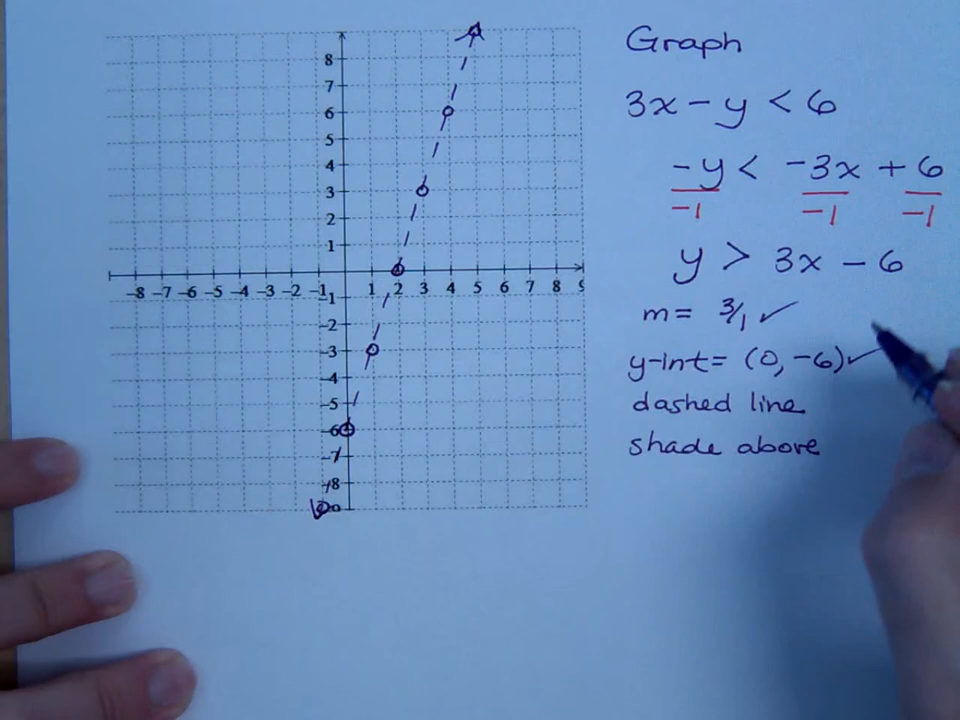 Graph
3x - y < 6
-y < -3x + 6
-1 -1 -1
y > 3x - 6
m = 3/1 ✓
y-int = (0, -6) ✓
dashed line
shade above
8
7
6
5
4
3
2
1
-8 -7 -6 -5 -4 -3 -2 -1 1 2 3 4 5 6 7 8 9
-1
-2
-3
-4
-5
-6
-7
-8